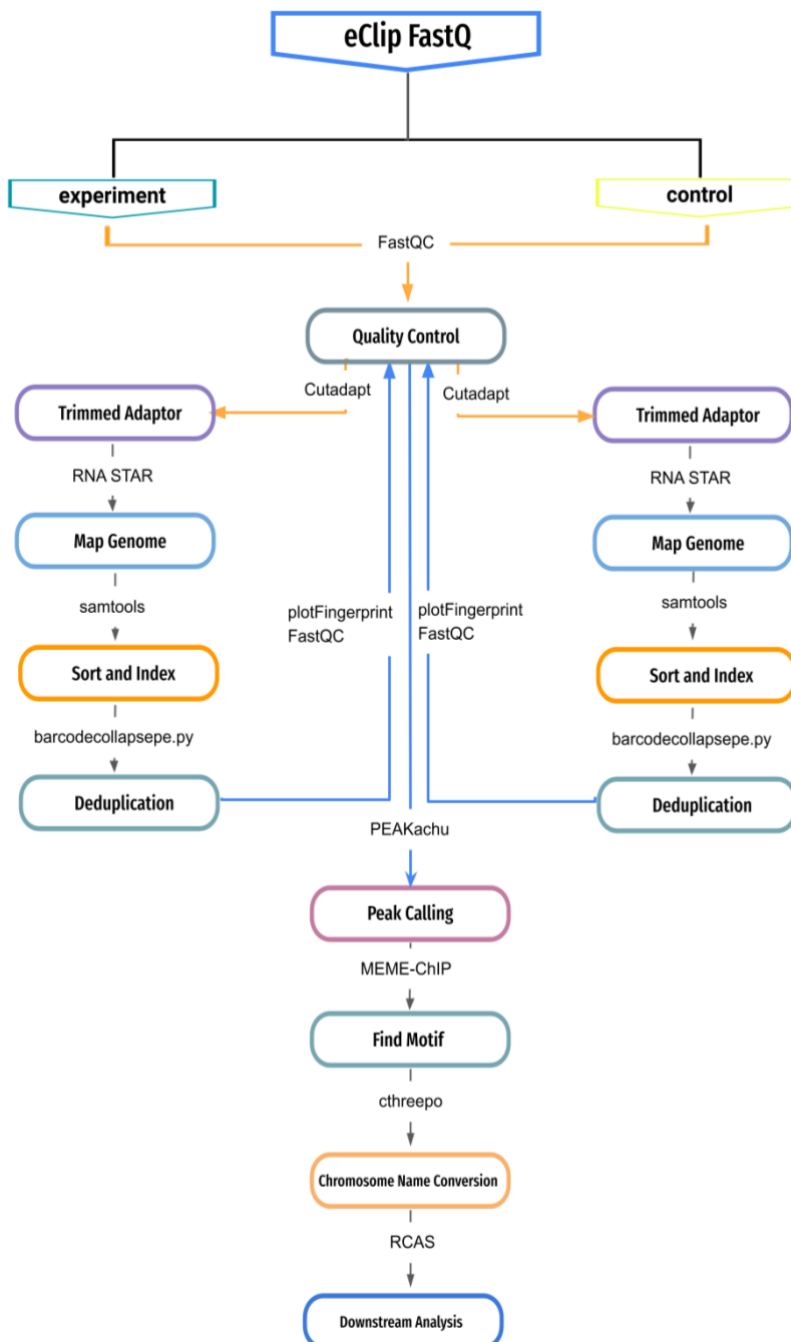 eClip FastQ
experiment
control
FastQC
Quality Control
Cutadapt
Cutadapt
Trimmed Adaptor
Trimmed Adaptor
RNA STAR
RNA STAR
Map Genome
Map Genome
samtools
samtools
plotFingerprint
FastQC
plotFingerprint
FastQC
Sort and Index
Sort and Index
barcodecollapsepe.py
barcodecollapsepe.py
Deduplication
Deduplication
PEAKachu
Peak Calling
MEME-ChIP
Find Motif
cthreepo
Chromosome Name Conversion
RCAS
Downstream Analysis